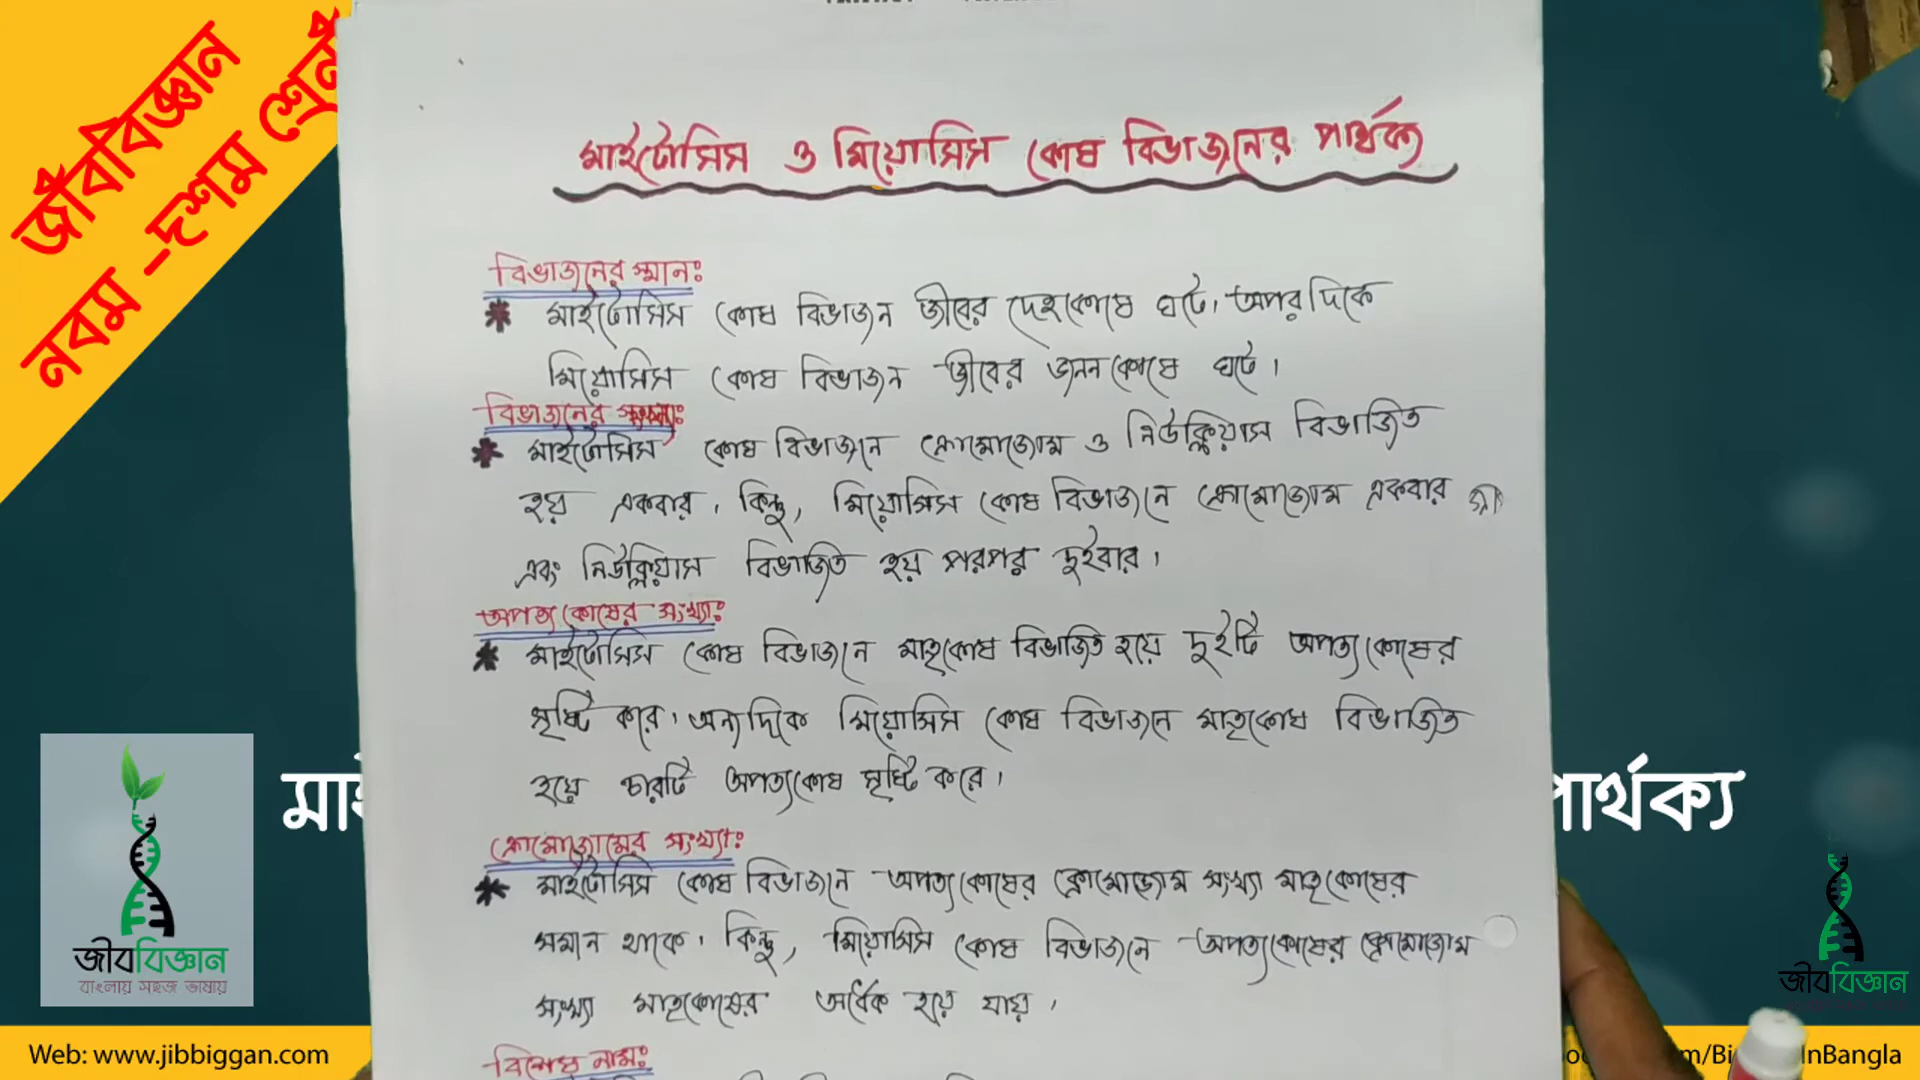 জীববিজ্ঞান
নবম -দশম শ্রেণী
মাইটোসিস ও মিয়োসিস কোষ বিভাজনের পার্থক্য
বিভাজনের স্থানঃ
* মাইটোসিস কোষ বিভাজন জীবের দেহকোষে ঘটে। অপরদিকে
মিয়োসিস কোষ বিভাজন জীবের জননকোষে ঘটে।
বিভাজনের সংখ্যাঃ
* মাইটোসিস কোষ বিভাজনে ক্রোমোজোম ও নিউক্লিয়াস বিভাজিত
হয় একবার। কিন্তু, মিয়োসিস কোষ বিভাজনে ক্রোমোজোম একবার
এবং নিউক্লিয়াস বিভাজিত হয় পরপর দুইবার।
অপত্য কোষের সংখ্যাঃ
* মাইটোসিস কোষ বিভাজনে মাতৃকোষ বিভাজিত হয়ে দুইটি অপত্য কোষের
সৃষ্টি করে। অন্যদিকে মিয়োসিস কোষ বিভাজনে মাতৃকোষ বিভাজিত
হয়ে চারটি অপত্যকোষ সৃষ্টি করে।
ক্রোমোজোমের সংখ্যাঃ
* মাইটোসিস কোষ বিভাজনে অপত্য কোষের ক্রোমোজোম সংখ্যা মাতৃকোষের
সমান থাকে। কিন্তু, মিয়োসিস কোষ বিভাজনে অপত্যকোষের ক্রোমোজোম
সংখ্যা মাতৃকোষের অর্ধেক হয়ে যায়।
বিশেষ নামঃ
পার্থক্য
জীববিজ্ঞান
বাংলায় সহজ ভাষায়
জীববিজ্ঞান
Web: www.jibbiggan.com
InBangla